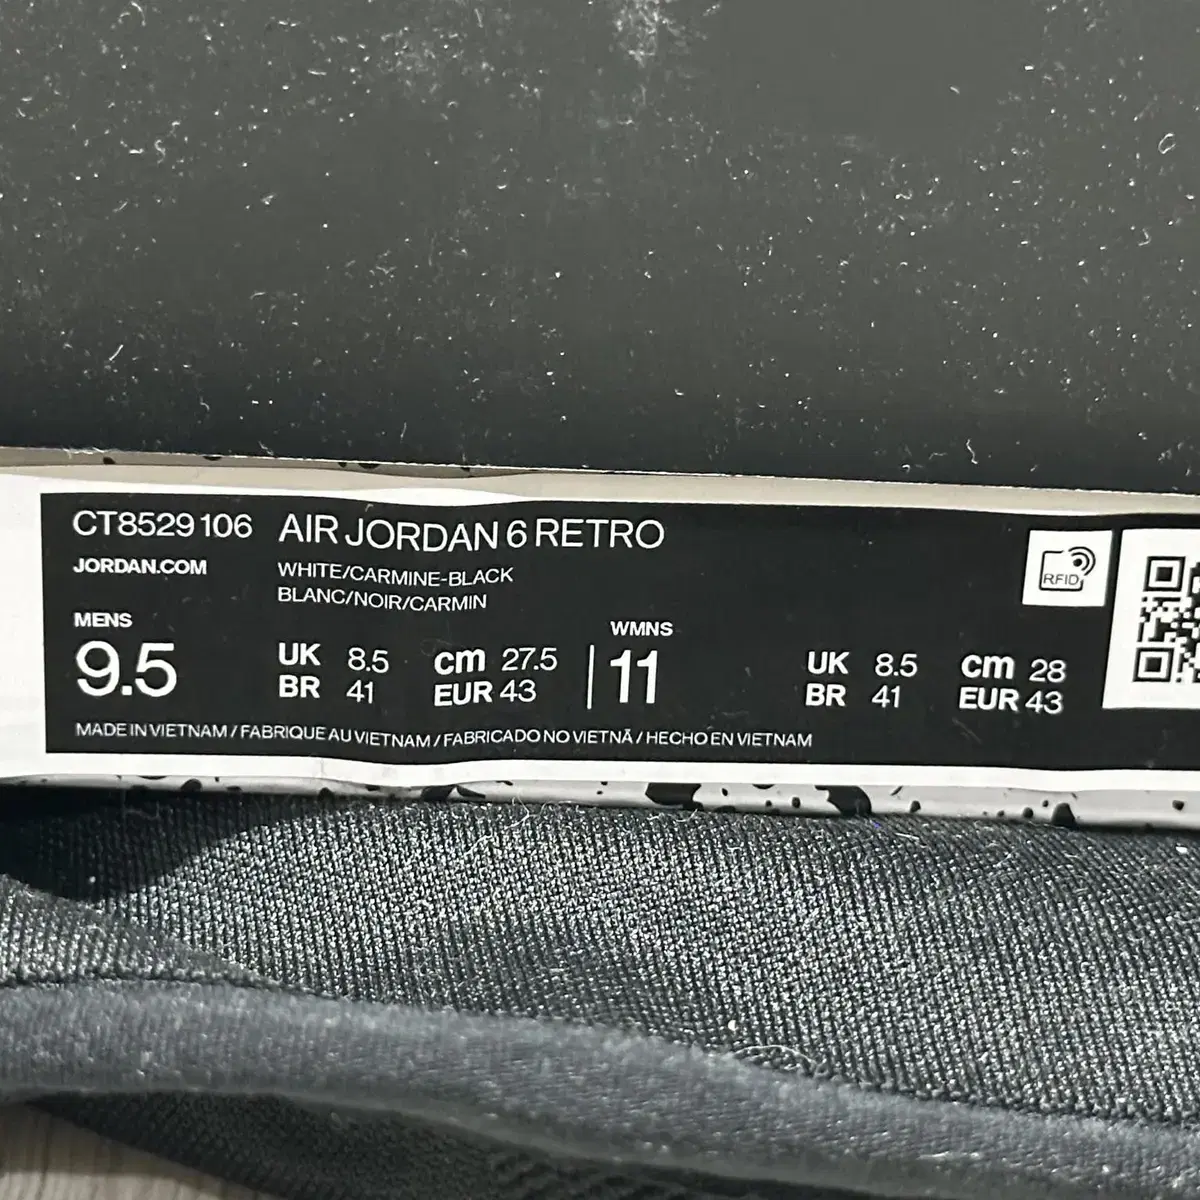 CT8529 106 AIR JORDAN 6 RETRO
JORDAN.COM
WHITE/CARMINE-BLACK
BLANC/NOIR/CARMIN
RFID
MENS
9.5
UK 8.5 cm 27.5
BR 41 EUR 43
WMNS
11
UK 8.5 cm 28
BR 41 EUR 43
MADE IN VIETNAM / FABRIQUE AU VIETNAM / FABRICADO NO VIETNÃ / HECHO EN VIETNAM